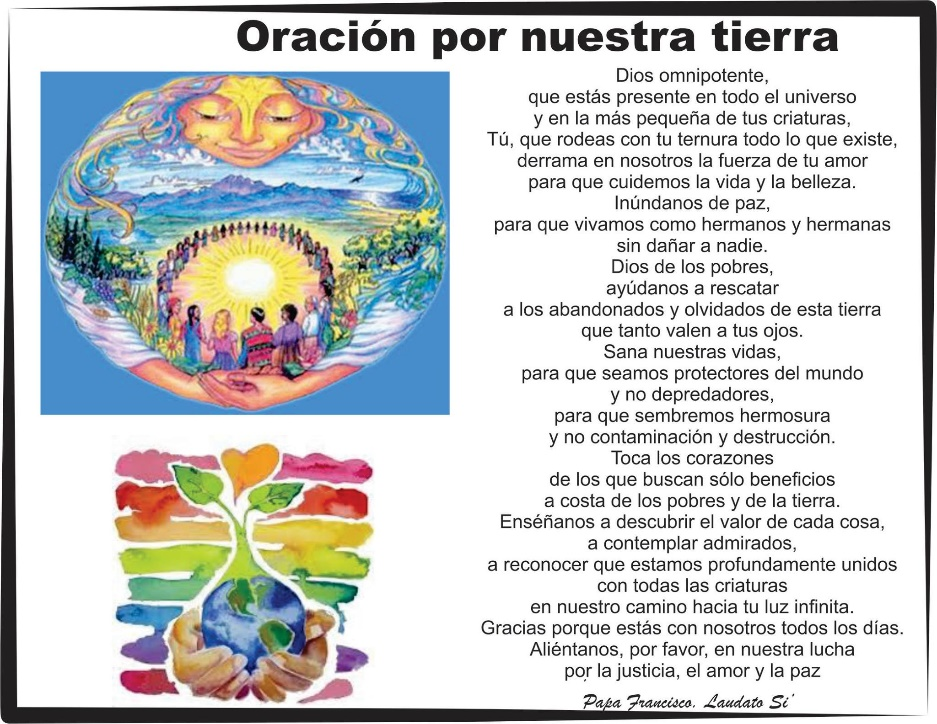 Oración por nuestra tierra
Dios omnipotente,
que estás presente en todo el universo
y en la más pequeña de tus criaturas,
Tú, que rodeas con tu ternura todo lo que existe,
derrama en nosotros la fuerza de tu amor
para que cuidemos la vida y la belleza.
Inúndanos de paz,
para que vivamos como hermanos y hermanas
sin dañar a nadie.
Dios de los pobres,
ayúdanos a rescatar
a los abandonados y olvidados de esta tierra
que tanto valen a tus ojos.
Sana nuestras vidas,
para que seamos protectores del mundo
y no depredadores,
para que sembremos hermosura
y no contaminación y destrucción.
Toca los corazones
de los que buscan sólo beneficios
a costa de los pobres y de la tierra.
Enséñanos a descubrir el valor de cada cosa,
a contemplar admirados,
a reconocer que estamos profundamente unidos
con todas las criaturas
en nuestro camino hacia tu luz infinita.
Gracias porque estás con nosotros todos los días.
Aliéntanos, por favor, en nuestra lucha
por la justicia, el amor y la paz
Papa Francisco. Laudato Si'